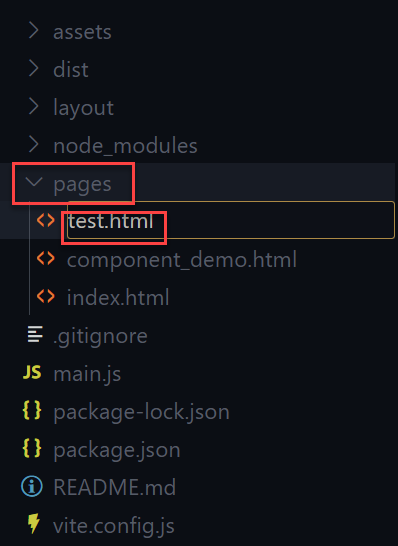 assets
dist
layout
node_modules
pages
test.html
component_demo.html
index.html
.gitignore
JS main.js
{ } package-lock.json
{ } package.json
README.md
vite.config.js